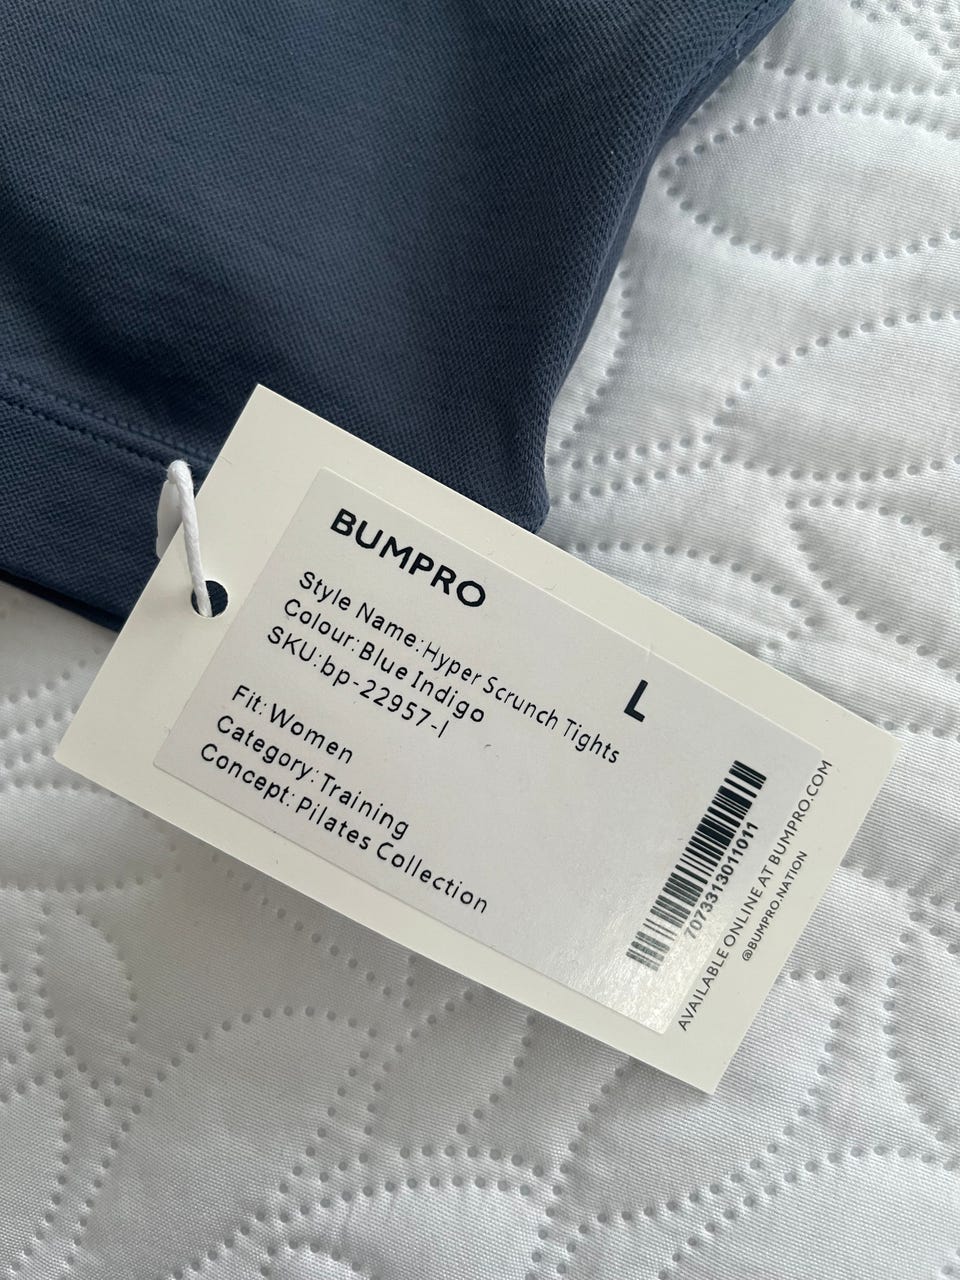 BUMPRO
Style Name:Hyper Scrunch Tights
Colour:Blue Indigo
SKU:bp-22957-l
L
Fit:Women
Category:Training
Concept:Pilates Collection
7073313011011
AVAILABLE ONLINE AT BUMPRO.COM
@BUMPRO.NATION